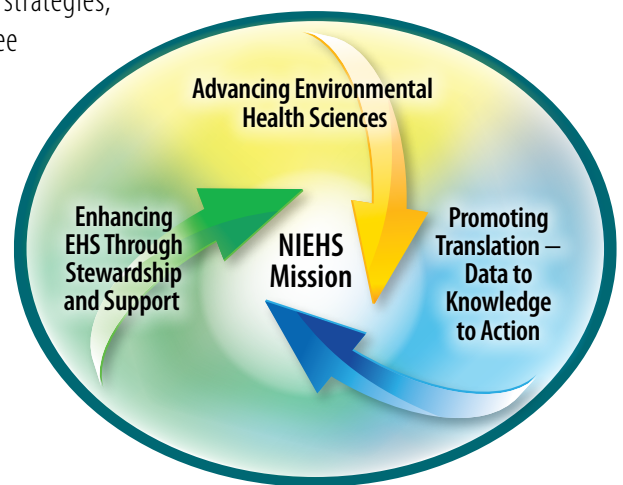 strategies,
ee
Advancing Environmental
Health Sciences
Enhancing
EHS Through
Stewardship
and Support
NIEHS
Mission
Promoting
Translation –
Data to
Knowledge
to Action